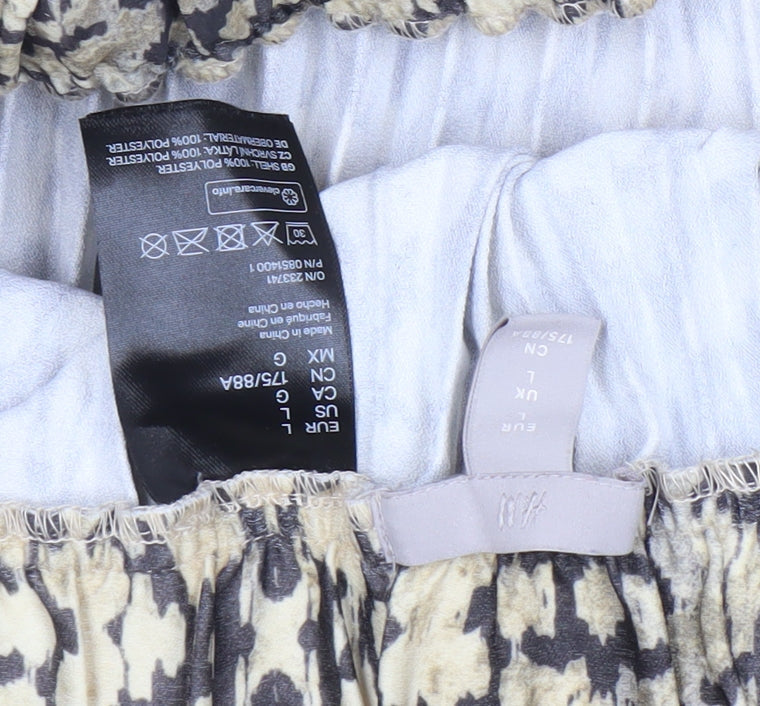 EUR L
US L
CA G
CN 175/88A
MX G
Made in China
Fabriqué en Chine
Hecho en China
O/N 233741
P/N 0851400 1
30
clevercare.info
GB SHELL: 100% POLYESTER
CZ SVRCHNÍ LÁTKA: 100% POLYESTER
DE OBERMATERIAL: 100% POLYESTER
H&M
EUR
L
UK
L
CN
175/88A